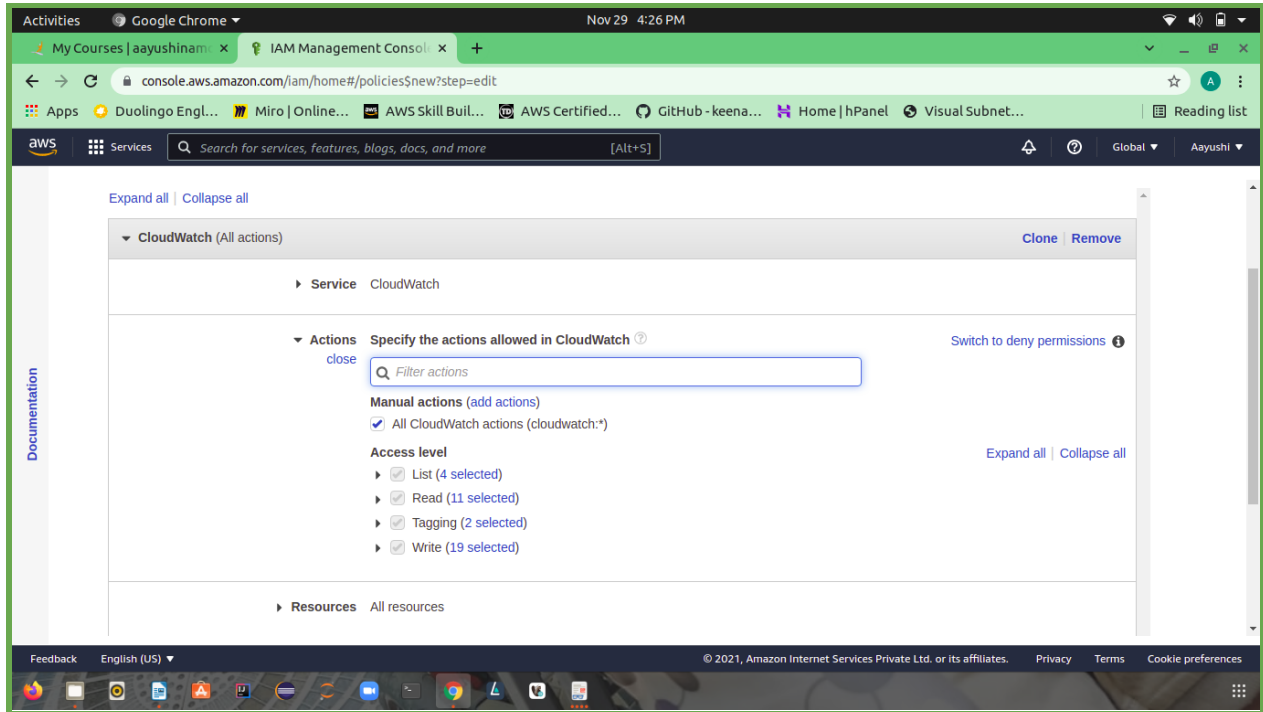 Activities Google Chrome Nov 29 4:26 PM
My Courses | aayushinam IAM Management Consol
console.aws.amazon.com/iam/home#/policies$new?step=edit A
Apps Duolingo Engl... Miro | Online... AWS Skill Buil... AWS Certified... GitHub - keena... Home | hPanel Visual Subnet... Reading list
aws Services Search for services, features, blogs, docs, and more [Alt+S] Global Aayushi
Expand all | Collapse all
CloudWatch (All actions) Clone | Remove
Service CloudWatch
Actions Specify the actions allowed in CloudWatch Switch to deny permissions
close
Filter actions
Manual actions (add actions)
All CloudWatch actions (cloudwatch:*)
Access level Expand all | Collapse all
List (4 selected)
Read (11 selected)
Tagging (2 selected)
Write (19 selected)
Documentation
Resources All resources
Feedback English (US) © 2021, Amazon Internet Services Private Ltd. or its affiliates. Privacy Terms Cookie preferences